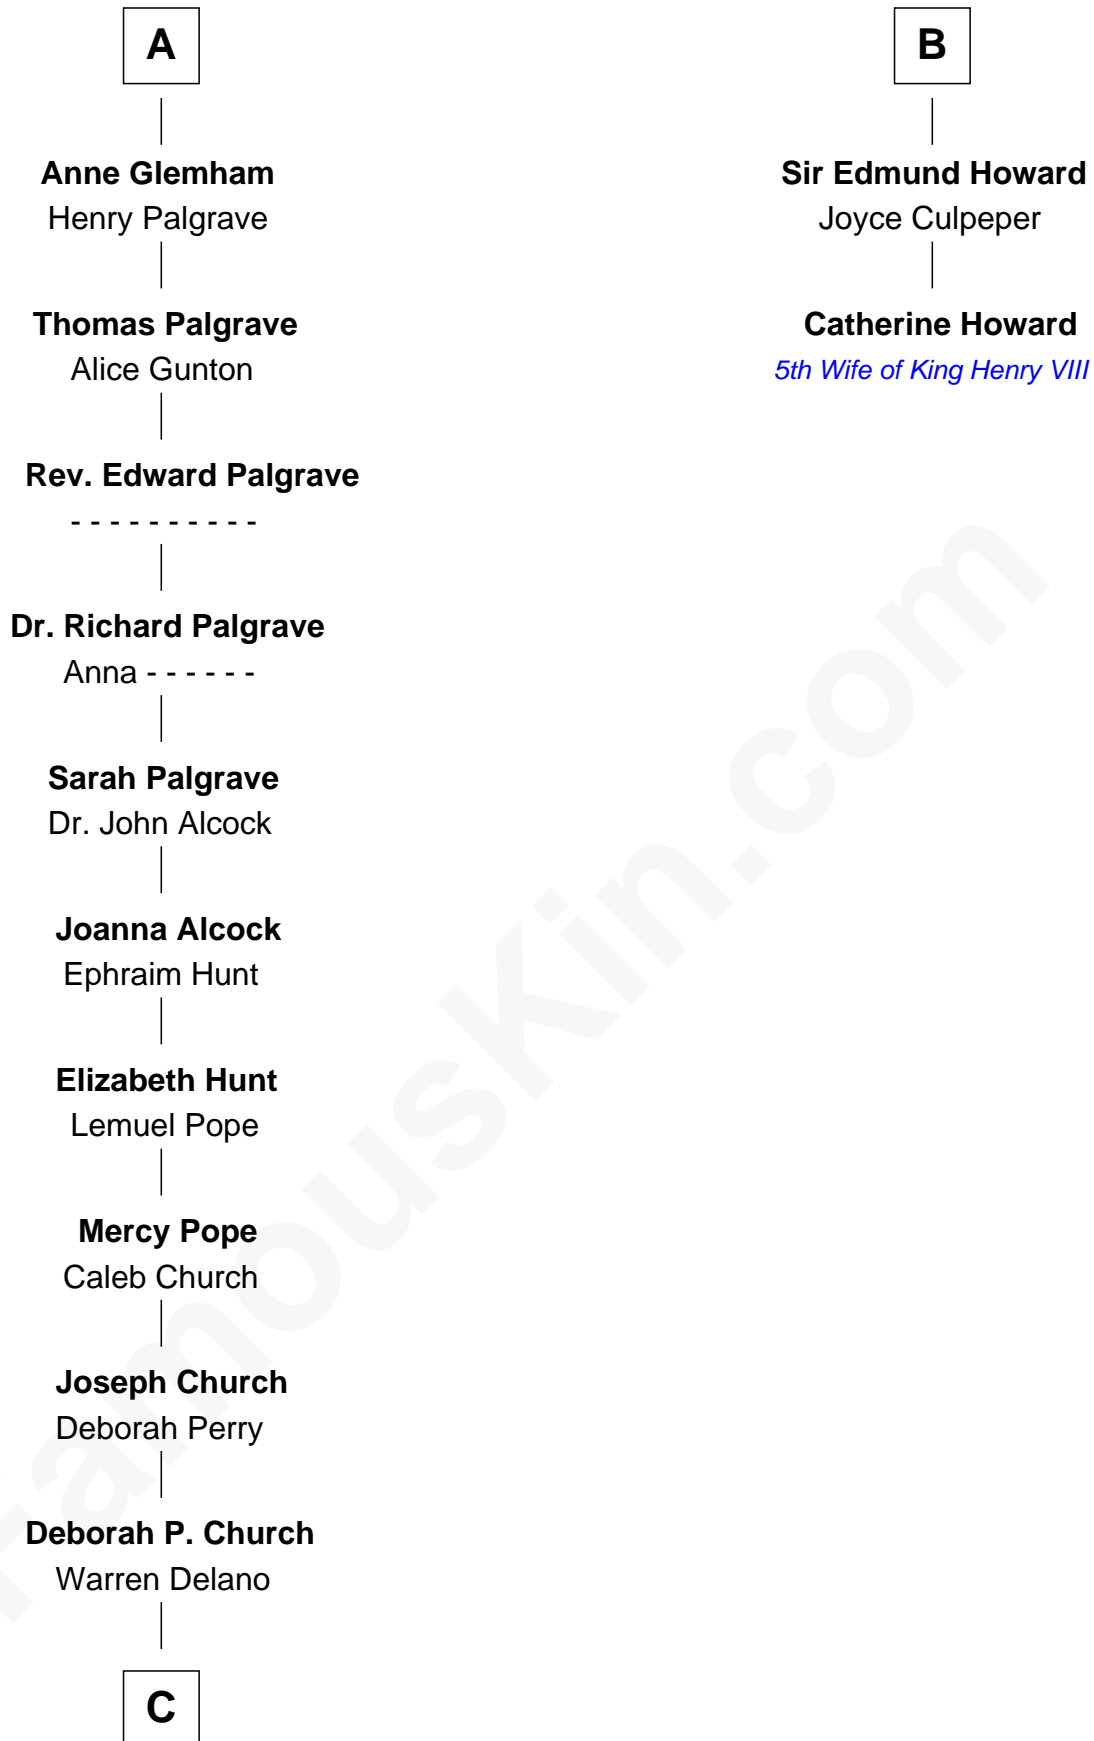 A
Anne Glemham
Henry Palgrave
Thomas Palgrave
Alice Gunton
Rev. Edward Palgrave
- - - - - - - - - -
Dr. Richard Palgrave
Anna - - - - - -
Sarah Palgrave
Dr. John Alcock
Joanna Alcock
Ephraim Hunt
Elizabeth Hunt
Lemuel Pope
Mercy Pope
Caleb Church
Joseph Church
Deborah Perry
Deborah P. Church
Warren Delano
C
B
Sir Edmund Howard
Joyce Culpeper
Catherine Howard
5th Wife of King Henry VIII
FamousKin.com